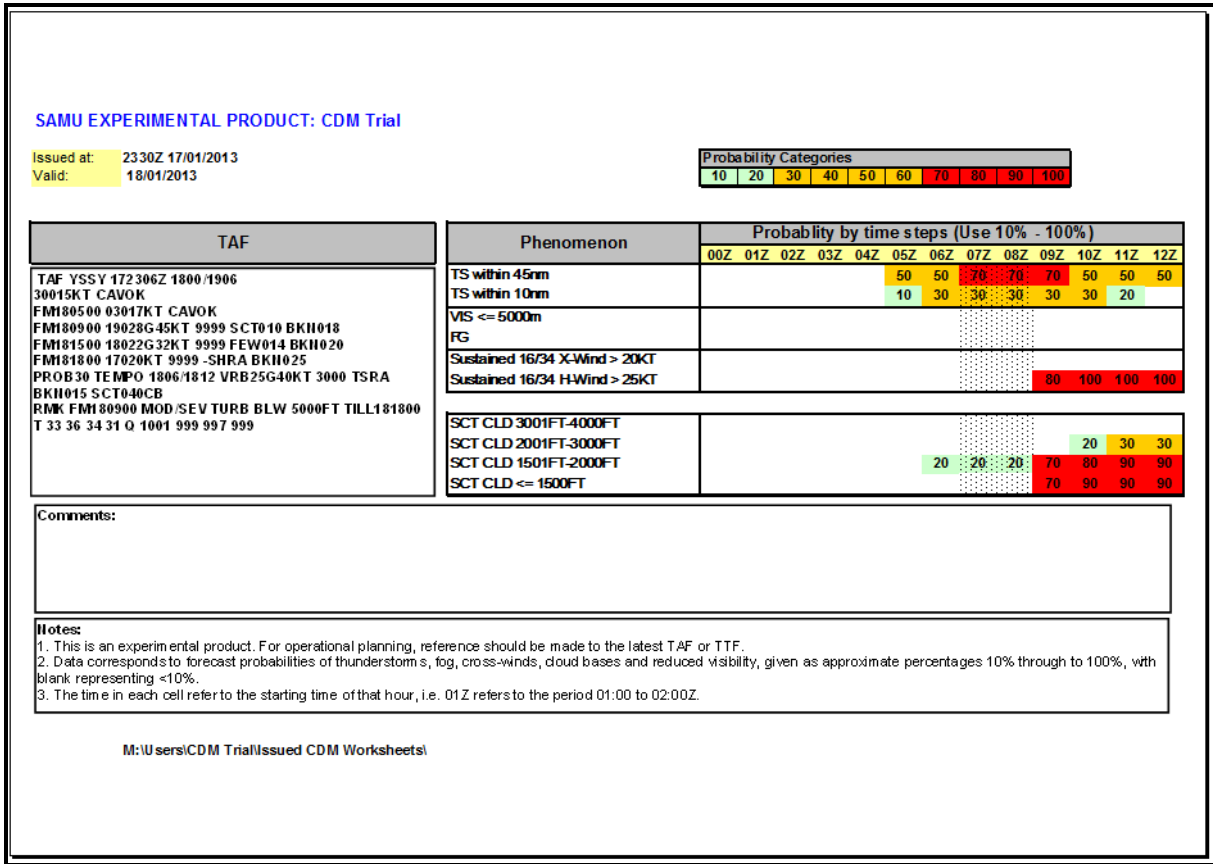 SAMU EXPERIMENTAL PRODUCT: CDM Trial
Issued at: 2330Z 17/01/2013
Valid: 18/01/2013
Probability Categories
10 20 30 40 50 60 70 80 90 100
TAF
Phenomenon
Probablity by time steps (Use 10% - 100%)
00Z 01Z 02Z 03Z 04Z 05Z 06Z 07Z 08Z 09Z 10Z 11Z 12Z
TAF YSSY 172306Z 1800/1906
30015KT CAVOK
FM180500 03017KT CAVOK
FM180900 19028G45KT 9999 SCT010 BKN018
FM181500 18022G32KT 9999 FEW014 BKN020
FM181800 17020KT 9999 -SHRA BKN025
PROB30 TEMPO 1806/1812 VRB25G40KT 3000 TSRA
BKN015 SCT040CB
RMK FM180900 MOD/SEV TURB BLW 5000FT TILL181800
T 33 36 34 31 Q 1001 999 997 999
TS within 45nm 50 50 70 70 70 50 50 50
TS within 10nm 10 30 30 30 30 30 20
VIS <= 5000m
FG
Sustained 16/34 X-Wind > 20KT
Sustained 16/34 H-Wind > 25KT 80 100 100 100
SCT CLD 3001FT-4000FT
SCT CLD 2001FT-3000FT 20 30 30
SCT CLD 1501FT-2000FT 20 20 20 70 80 90 90
SCT CLD <= 1500FT 70 90 90 90
Comments:
Notes:
1. This is an experimental product. For operational planning, reference should be made to the latest TAF or TTF.
2. Data corresponds to forecast probabilities of thunderstorms, fog, cross-winds, cloud bases and reduced visibility, given as approximate percentages 10% through to 100%, with
blank representing <10%.
3. The time in each cell refer to the starting time of that hour, i.e. 01Z refers to the period 01:00 to 02:00Z.
M:\Users\CDM Trial\Issued CDM Worksheets\